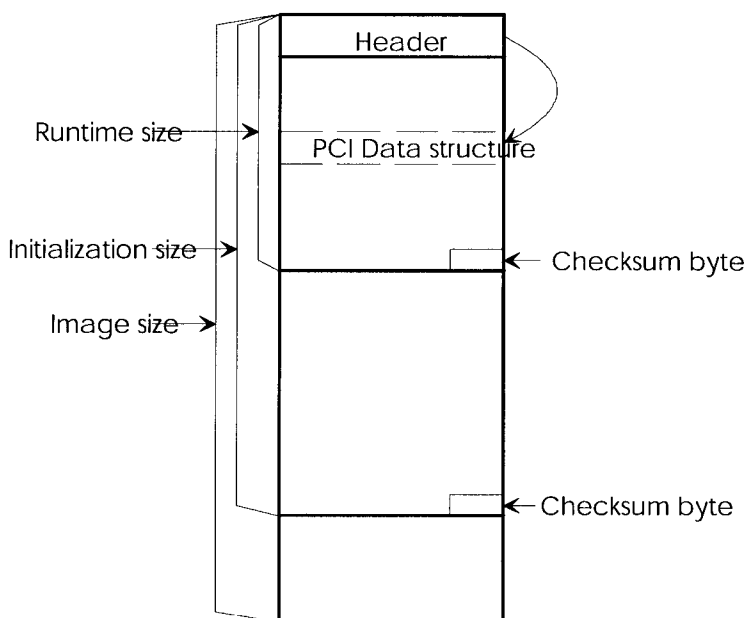 Header
Runtime size
PCI Data structure
Initialization size
Checksum byte
Image size
Checksum byte